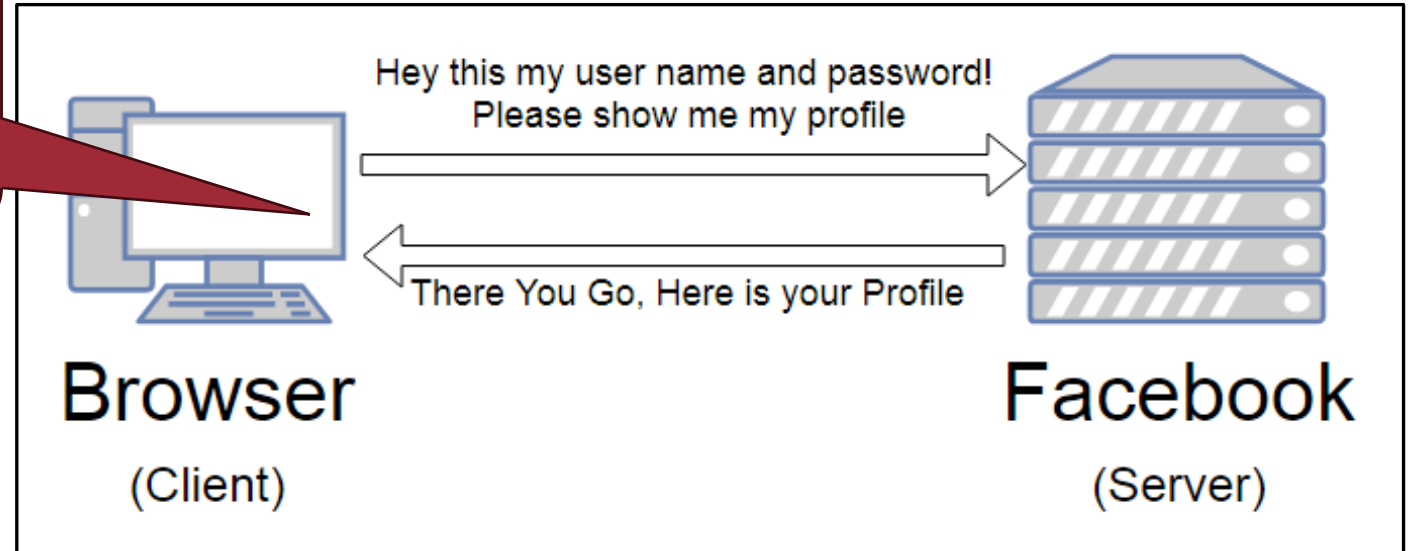 Hey this my user name and password!
Please show me my profile
There You Go, Here is your Profile
Browser
Facebook
(Client)
(Server)